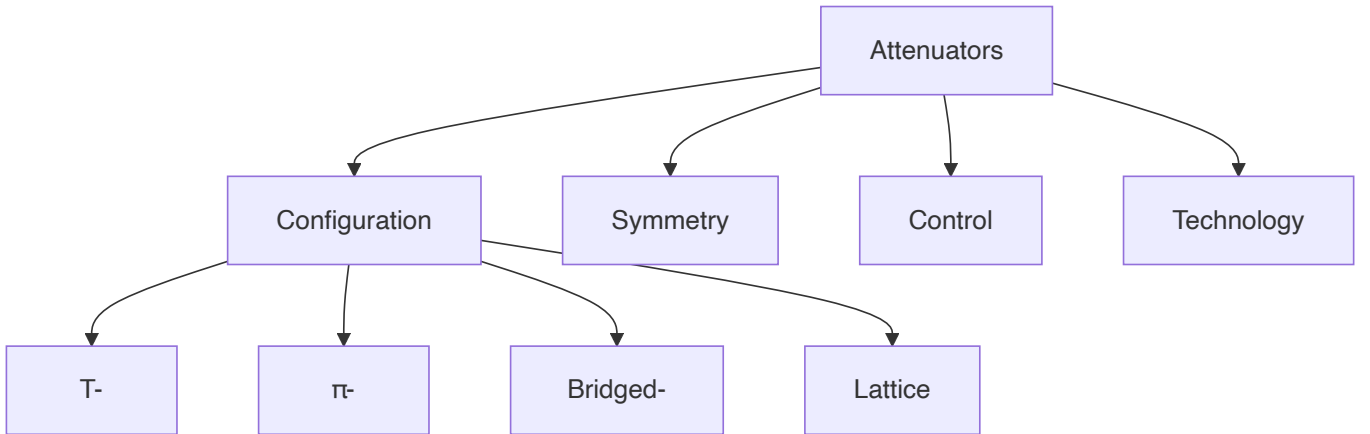 Attenuators
Configuration
Symmetry
Control
Technology
T-
π-
Bridged-
Lattice